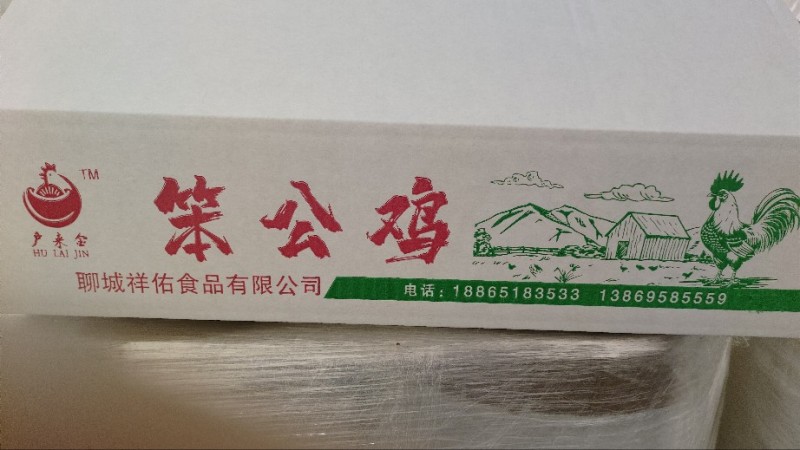 TM
笨公鸡
户来金
HU LAI JIN
聊城祥佑食品有限公司
电话：18865183533 13869585559